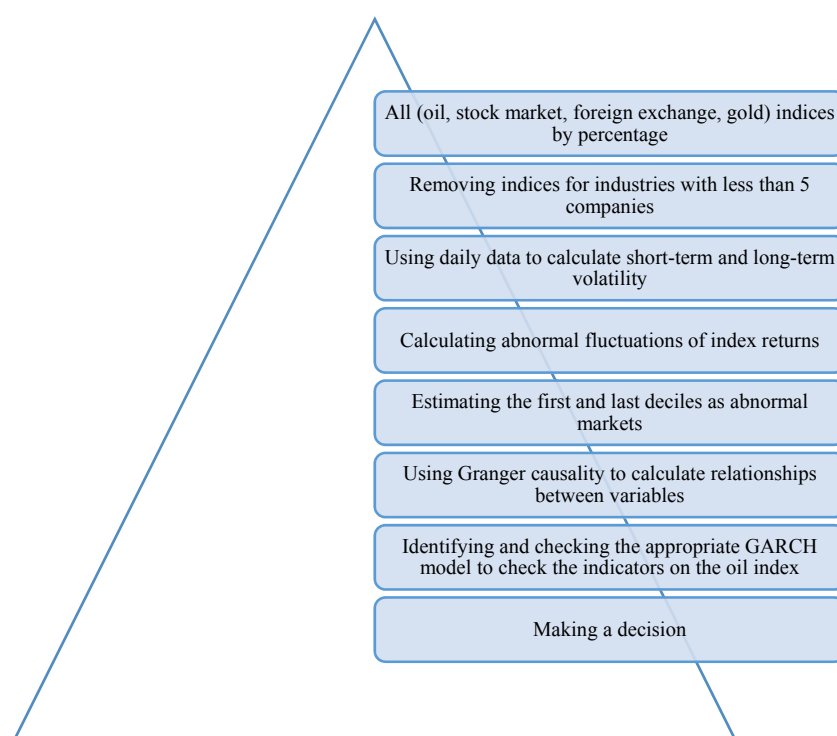 All (oil, stock market, foreign exchange, gold) indices
by percentage
Removing indices for industries with less than 5
companies
Using daily data to calculate short-term and long-term
volatility
Calculating abnormal fluctuations of index returns
Estimating the first and last deciles as abnormal
markets
Using Granger causality to calculate relationships
between variables
Identifying and checking the appropriate GARCH
model to check the indicators on the oil index
Making a decision